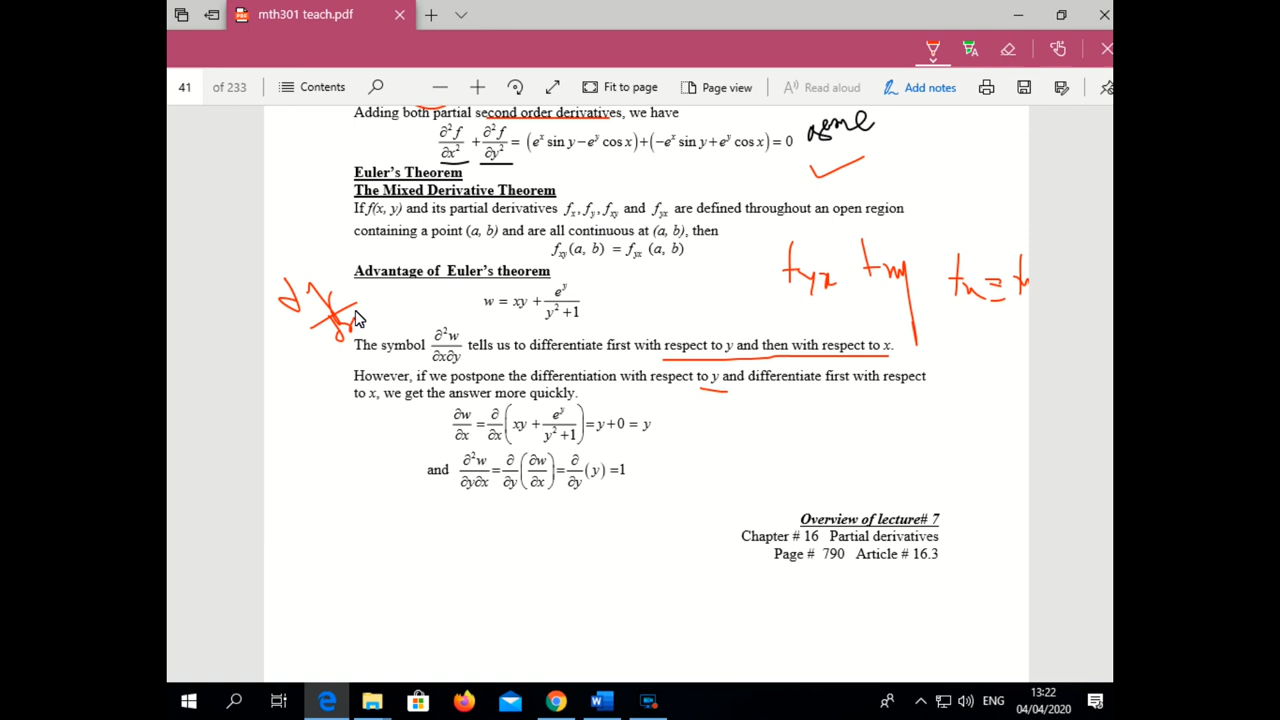 mth301 teach.pdf
41 of 233 Contents Fit to page Page view Read aloud Add notes
Adding both partial second order derivatives, we have
∂²f/∂x² + ∂²f/∂y² = (eˣ sin y − eʸ cos x) + (−eˣ sin y + eʸ cos x) = 0
Euler's Theorem
The Mixed Derivative Theorem
If f(x, y) and its partial derivatives fₓ, f_y, f_xy and f_yx are defined throughout an open region
containing a point (a, b) and are all continuous at (a, b), then
f_xy (a, b) = f_yx (a, b)
f_yx
Advantage of Euler's theorem
w = xy + e^y/(y² + 1)
The symbol ∂²w/∂x∂y tells us to differentiate first with respect to y and then with respect to x.
However, if we postpone the differentiation with respect to y and differentiate first with respect
to x, we get the answer more quickly.
∂w/∂x = ∂/∂x (xy + e^y/(y² + 1)) = y + 0 = y
and ∂²w/∂y∂x = ∂/∂y (∂w/∂x) = ∂/∂y (y) = 1
Overview of lecture# 7
Chapter # 16 Partial derivatives
Page # 790 Article # 16.3
ENG
13:22
04/04/2020